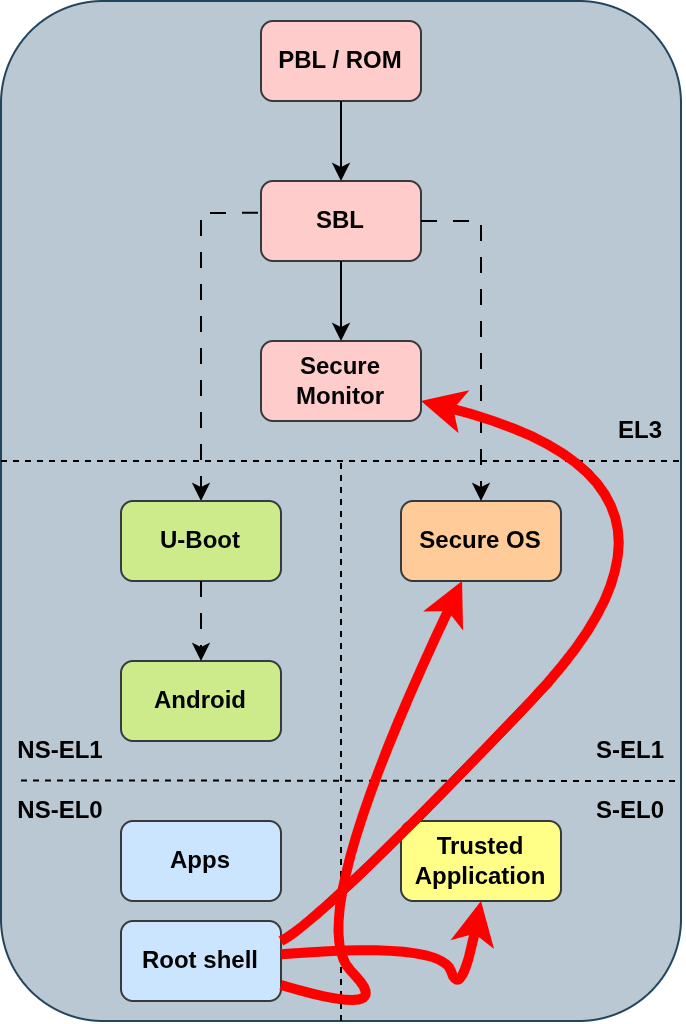 PBL / ROM
SBL
Secure
Monitor
EL3
U-Boot
Secure OS
Android
NS-EL1
S-EL1
NS-EL0
S-EL0
Apps
Trusted
Application
Root shell